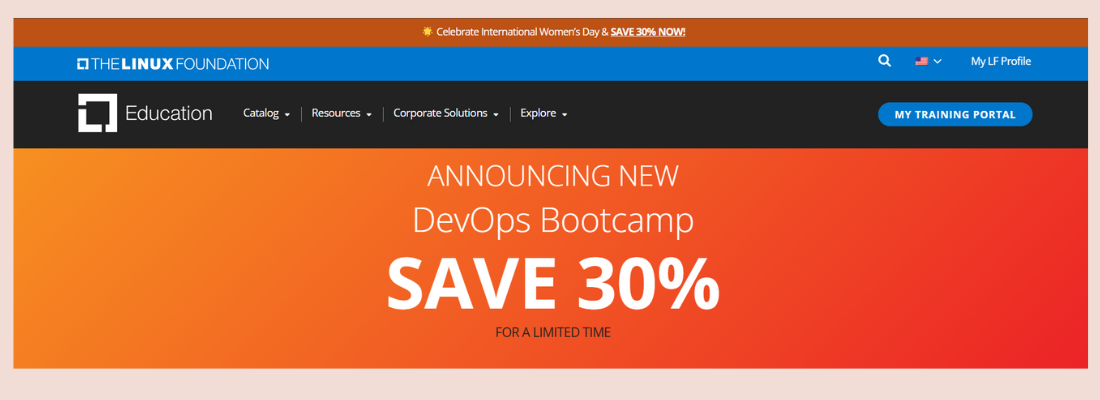 Celebrate International Women's Day & SAVE 30% NOW!
THE LINUX FOUNDATION
My LF Profile
Education
Catalog
Resources
Corporate Solutions
Explore
MY TRAINING PORTAL
ANNOUNCING NEW
DevOps Bootcamp
SAVE 30%
FOR A LIMITED TIME